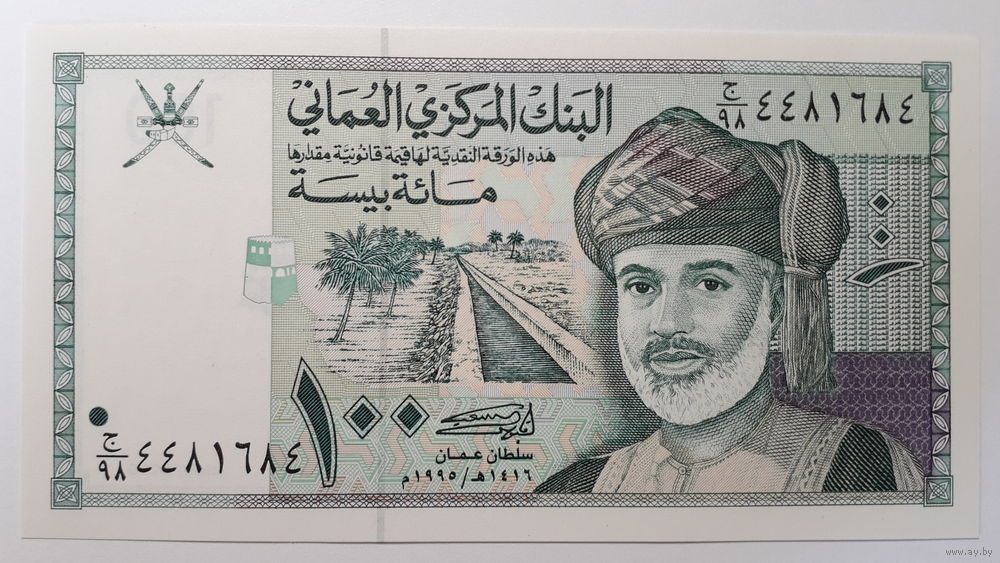 البنك المركزي العماني
ج/٩٨ ٤٤٨١٦٨٤
هذه الورقة النقدية لها قيمة قانونية مقدارها
مائة بيسة
١٠٠
١٠٠
سلطان عمان
١٤١٦هـ/١٩٩٥م
ج/٩٨ ٤٤٨١٦٨٤
www.ay.by